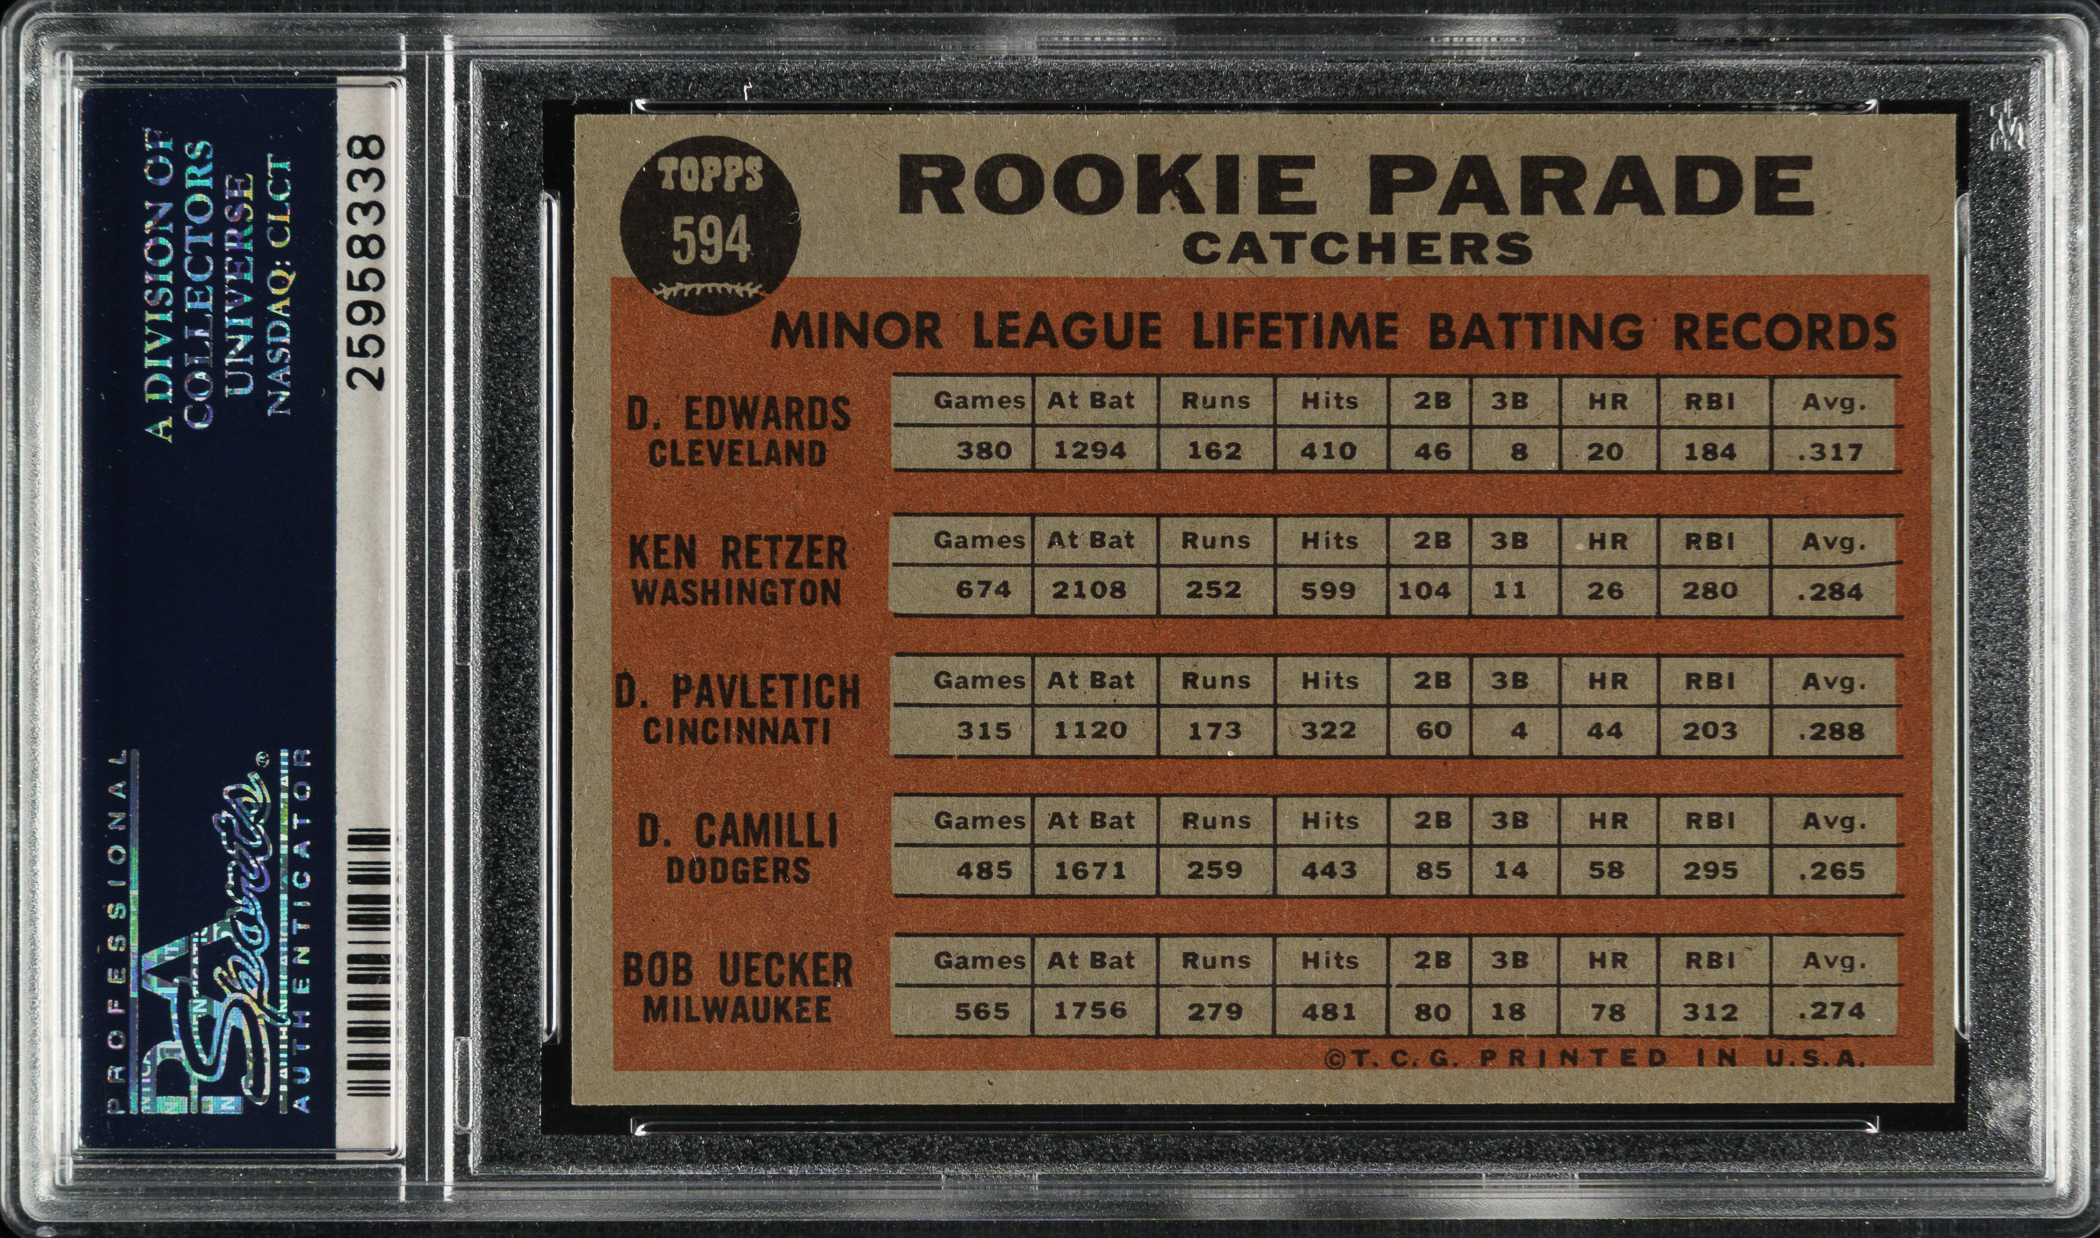 A DIVISION OF
COLLECTORS
UNIVERSE
NASDAQ: CLCT
25958338
PROFESSIONAL
PSA
Sports®
AUTHENTICATOR
TOPPS
594
ROOKIE PARADE
CATCHERS
MINOR LEAGUE LIFETIME BATTING RECORDS
D. EDWARDS
CLEVELAND
Games At Bat Runs Hits 2B 3B HR RBI Avg.
380 1294 162 410 46 8 20 184 .317
KEN RETZER
WASHINGTON
Games At Bat Runs Hits 2B 3B HR RBI Avg.
674 2108 252 599 104 11 26 280 .284
D. PAVLETICH
CINCINNATI
Games At Bat Runs Hits 2B 3B HR RBI Avg.
315 1120 173 322 60 4 44 203 .288
D. CAMILLI
DODGERS
Games At Bat Runs Hits 2B 3B HR RBI Avg.
485 1671 259 443 85 14 58 295 .265
BOB UECKER
MILWAUKEE
Games At Bat Runs Hits 2B 3B HR RBI Avg.
565 1756 279 481 80 18 78 312 .274
©T.C.G. PRINTED IN U.S.A.